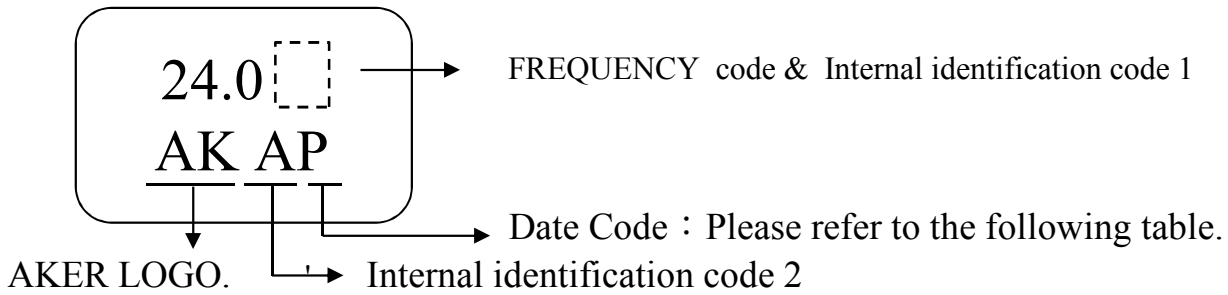 24.0
FREQUENCY code & Internal identification code 1
AK AP
Date Code：Please refer to the following table.
AKER LOGO.
Internal identification code 2